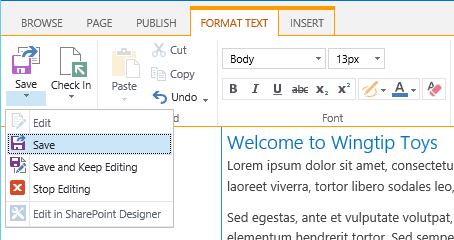 BROWSE PAGE PUBLISH FORMAT TEXT INSERT
Save
Check In
Paste
Cut
Copy
Undo
Body 13px
B I U abc x₂ x² A
d Font
Edit
Save
Save and Keep Editing
Stop Editing
Edit in SharePoint Designer
Welcome to Wingtip Toys
Lorem ipsum dolor sit amet, consectetu
laoreet viverra, tortor libero sodales leo,
Sed egestas, ante et vulputate volutpat,
elementum hendrerit tortor. Sed sempe